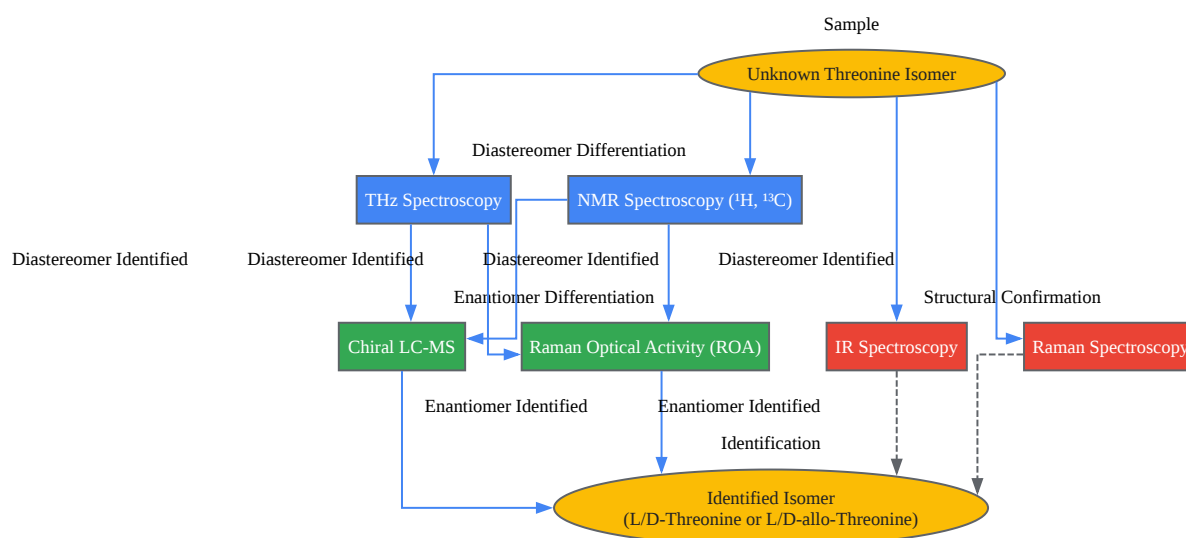 Sample
Unknown Threonine Isomer
Diastereomer Differentiation
THz Spectroscopy
NMR Spectroscopy (¹H, ¹³C)
Diastereomer Identified
Diastereomer Identified
Diastereomer Identified
Diastereomer Identified
Enantiomer Differentiation
Structural Confirmation
Chiral LC-MS
Raman Optical Activity (ROA)
IR Spectroscopy
Raman Spectroscopy
Enantiomer Identified
Enantiomer Identified
Identification
Identified Isomer
(L/D-Threonine or L/D-allo-Threonine)